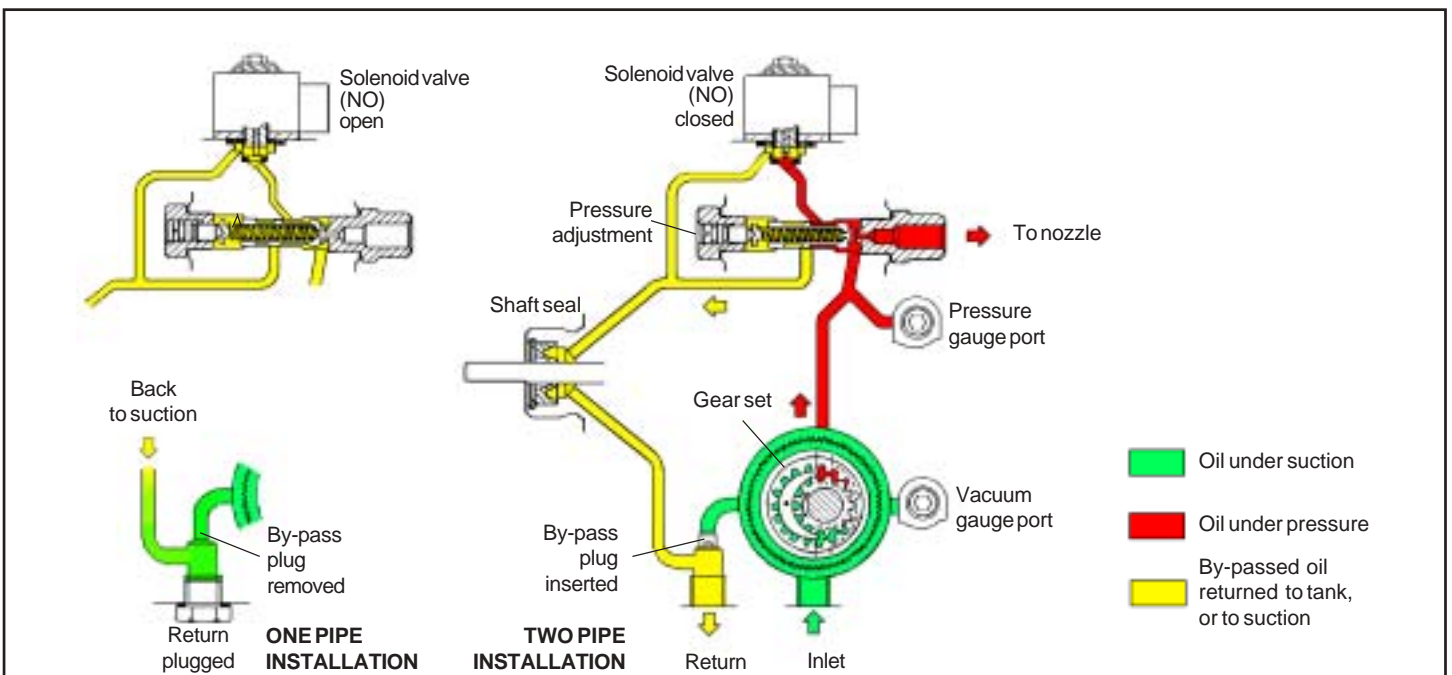 Solenoid valve
(NO)
open
Solenoid valve
(NO)
closed
Pressure
adjustment
To nozzle
Shaft seal
Pressure
gauge port
Back
to suction
Gear set
Oil under suction
Vacuum
gauge port
Oil under pressure
By-pass
plug
removed
By-pass
plug
inserted
By-passed oil
returned to tank,
or to suction
Return
plugged
ONE PIPE
INSTALLATION
TWO PIPE
INSTALLATION
Return
Inlet